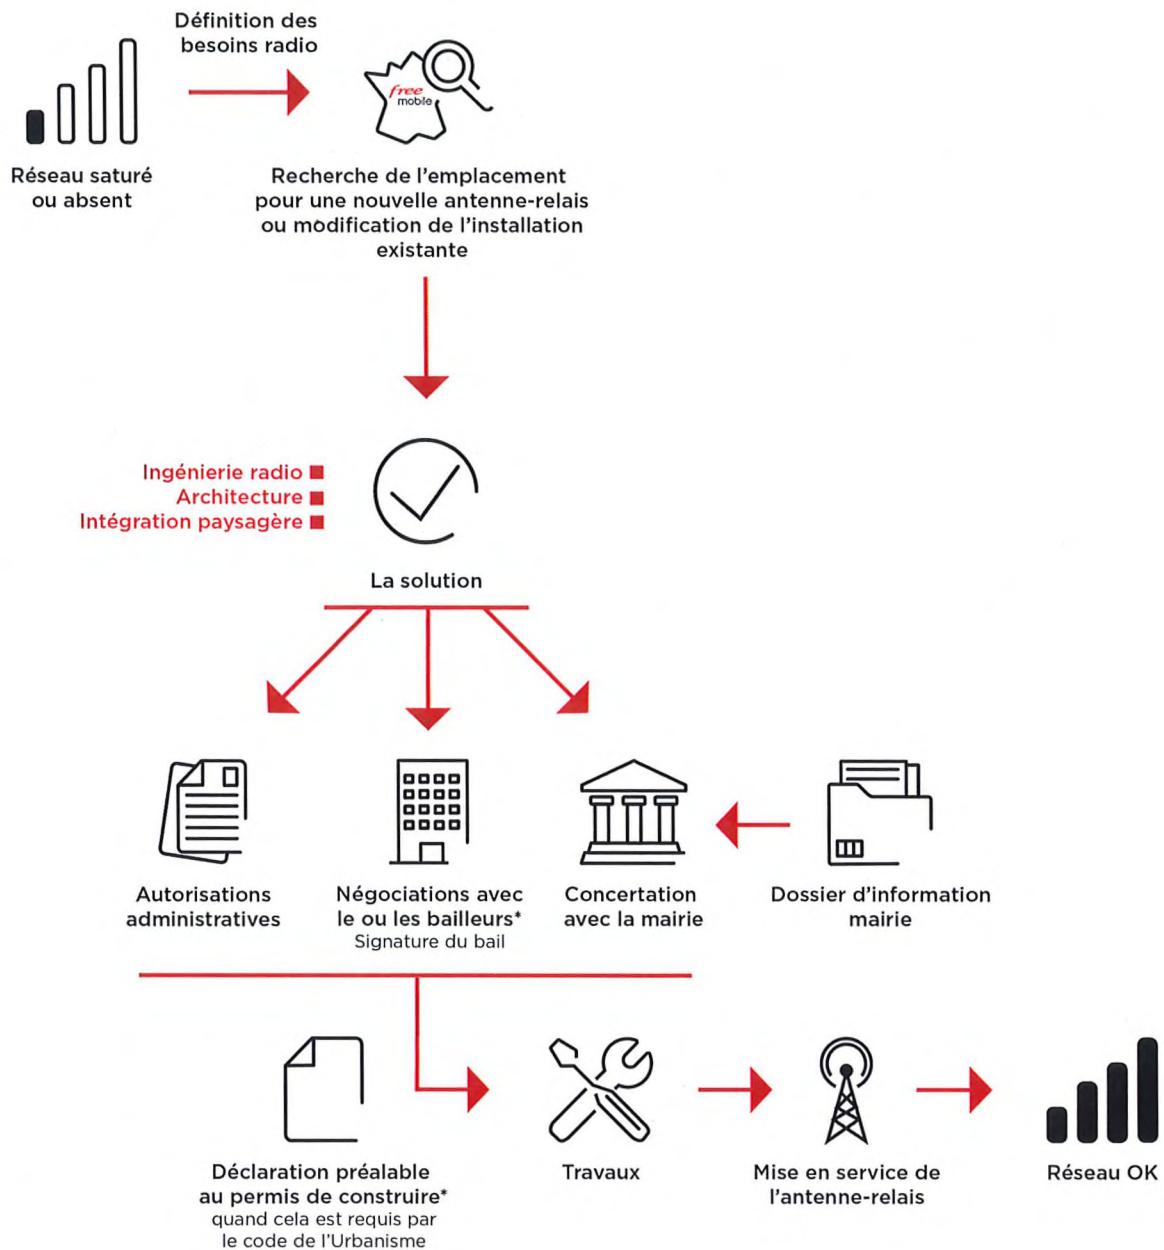 Définition des
besoins radio
free
mobile
Réseau saturé
ou absent
Recherche de l'emplacement
pour une nouvelle antenne-relais
ou modification de l'installation
existante
Ingénierie radio
Architecture
Intégration paysagère
La solution
Autorisations
administratives
Négociations avec
le ou les bailleurs*
Signature du bail
Concertation
avec la mairie
Dossier d'information
mairie
Déclaration préalable
au permis de construire*
quand cela est requis par
le code de l'Urbanisme
Travaux
Mise en service de
l'antenne-relais
Réseau OK